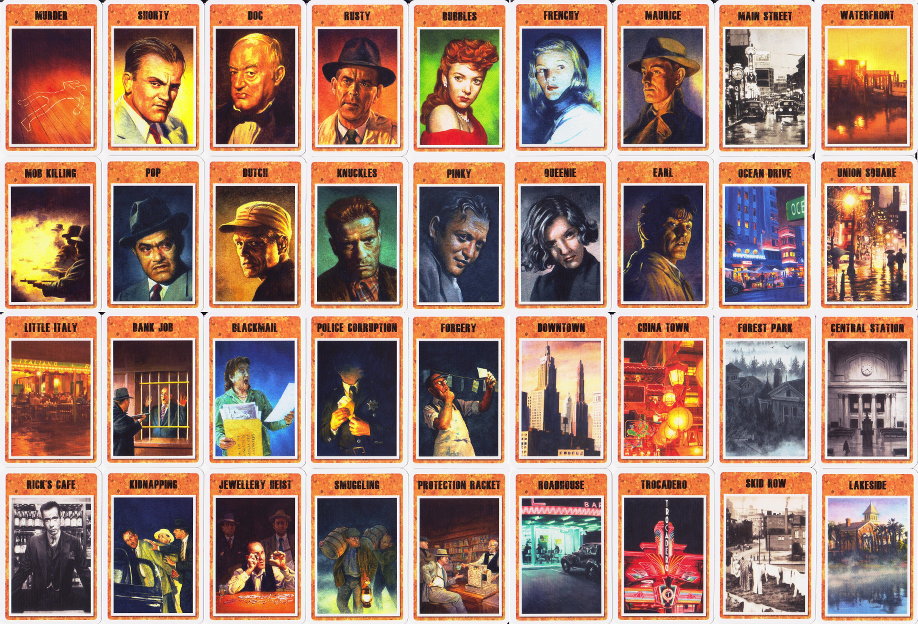 MURDER
SHORTY
DOC
RUSTY
BUBBLES
FRENCHY
MAURICE
MAIN STREET
WATERFRONT
MOB KILLING
POP
DUTCH
KNUCKLES
PINKY
QUEENIE
EARL
OCEAN DRIVE
OCE
UNION SQUARE
LITTLE ITALY
BANK JOB
BLACKMAIL
POLICE CORRUPTION
FORGERY
DOWNTOWN
CHINA TOWN
FOREST PARK
CENTRAL STATION
RICK'S CAFE
KIDNAPPING
JEWELLERY HEIST
SMUGGLING
PROTECTION RACKET
ROADHOUSE
BAR
TROCADERO
SKID ROW
LAKESIDE